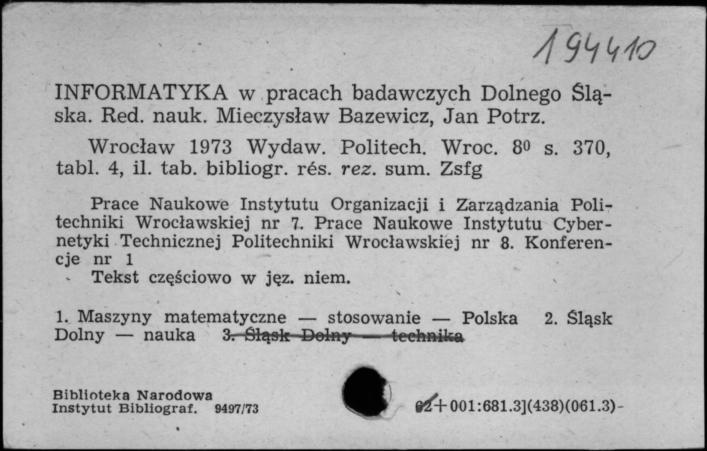 194410
INFORMATYKA w pracach badawczych Dolnego Ślą-
ska. Red. nauk. Mieczysław Bazewicz, Jan Potrz.
Wrocław 1973 Wydaw. Politech. Wroc. 8⁰ s. 370,
tabl. 4, il. tab. bibliogr. rés. rez. sum. Zsfg
Prace Naukowe Instytutu Organizacji i Zarządzania Poli-
techniki Wrocławskiej nr 7. Prace Naukowe Instytutu Cyber-
netyki Technicznej Politechniki Wrocławskiej nr 8. Konferen-
cje nr 1
Tekst częściowo w jęz. niem.
1. Maszyny matematyczne — stosowanie — Polska 2. Śląsk
Dolny — nauka 3. Śląsk Dolny — technika
Biblioteka Narodowa
Instytut Bibliograf. 9497/73
62+001:681.3](438)(061.3)-